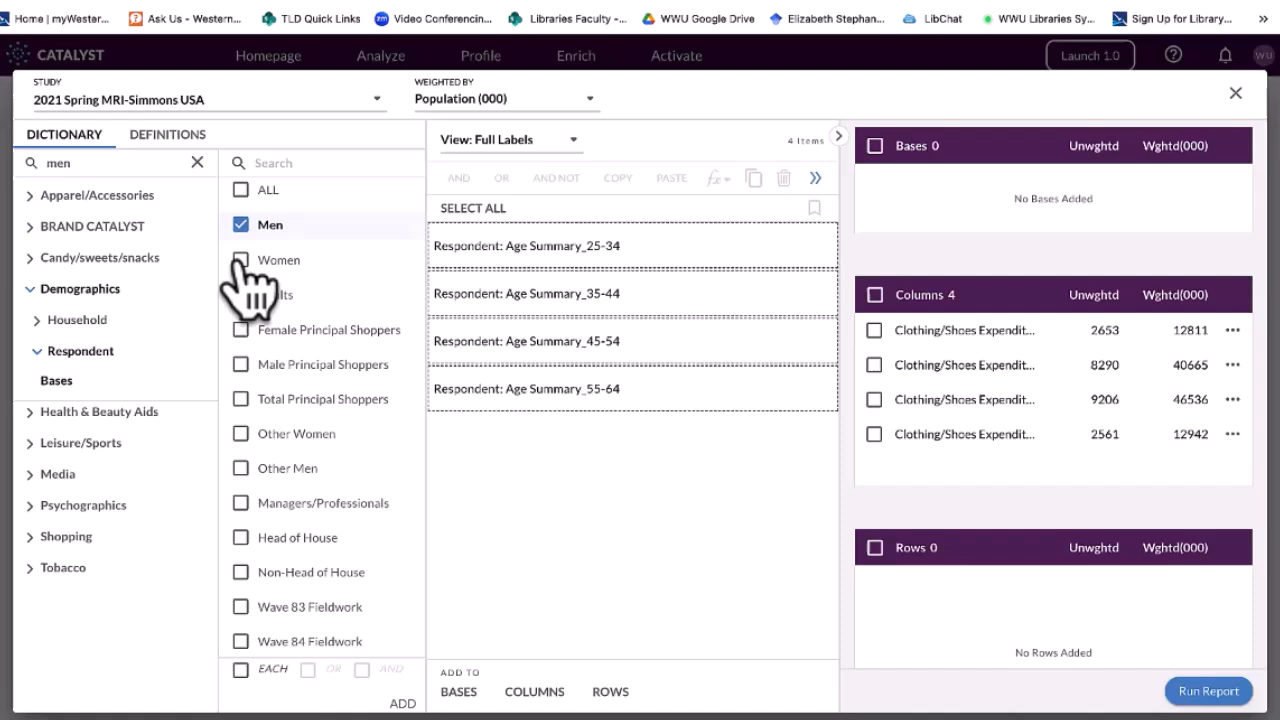 Home | myWester...
Ask Us - Western...
TLD Quick Links
Video Conferencin...
Libraries Faculty -...
WWU Google Drive
Elizabeth Stephan...
LibChat
WWU Libraries Sy...
Sign Up for Library...
CATALYST
Homepage
Analyze
Profile
Enrich
Activate
Launch 1.0
WU
STUDY
2021 Spring MRI-Simmons USA
WEIGHTED BY
Population (000)
DICTIONARY
DEFINITIONS
men
Apparel/Accessories
BRAND CATALYST
Candy/sweets/snacks
Demographics
Household
Respondent
Bases
Health & Beauty Aids
Leisure/Sports
Media
Psychographics
Shopping
Tobacco
Search
ALL
Men
Women
lts
Female Principal Shoppers
Male Principal Shoppers
Total Principal Shoppers
Other Women
Other Men
Managers/Professionals
Head of House
Non-Head of House
Wave 83 Fieldwork
Wave 84 Fieldwork
EACH OR AND
ADD
View: Full Labels
4 Items
AND OR AND NOT COPY PASTE fx
SELECT ALL
Respondent: Age Summary_25-34
Respondent: Age Summary_35-44
Respondent: Age Summary_45-54
Respondent: Age Summary_55-64
ADD TO
BASES COLUMNS ROWS
Bases 0 Unwghtd Wghtd(000)
No Bases Added
Columns 4 Unwghtd Wghtd(000)
Clothing/Shoes Expendit... 2653 12811
Clothing/Shoes Expendit... 8290 40665
Clothing/Shoes Expendit... 9206 46536
Clothing/Shoes Expendit... 2561 12942
Rows 0 Unwghtd Wghtd(000)
No Rows Added
Run Report